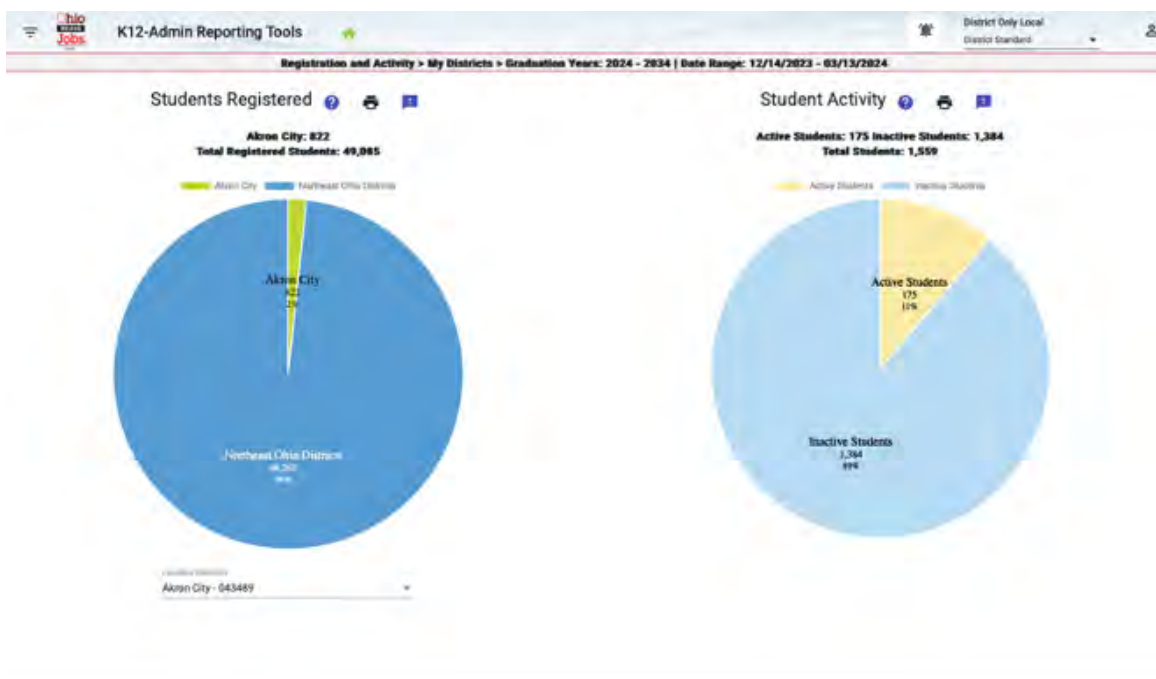 Ohio
Means
Jobs
K12-Admin Reporting Tools
District Only Local
District Standard
Registration and Activity > My Districts > Graduation Years: 2024 - 2034 | Date Range: 12/14/2023 - 03/13/2024
Students Registered
Akron City: 822
Total Registered Students: 49,085
Akron City
Northeast Ohio Districts
Akron City
822
2%
Northeast Ohio Districts
Akron City - 043489
Student Activity
Active Students: 175 Inactive Students: 1,384
Total Students: 1,559
Active Students
Inactive Students
Active Students
175
11%
Inactive Students
1,384
89%